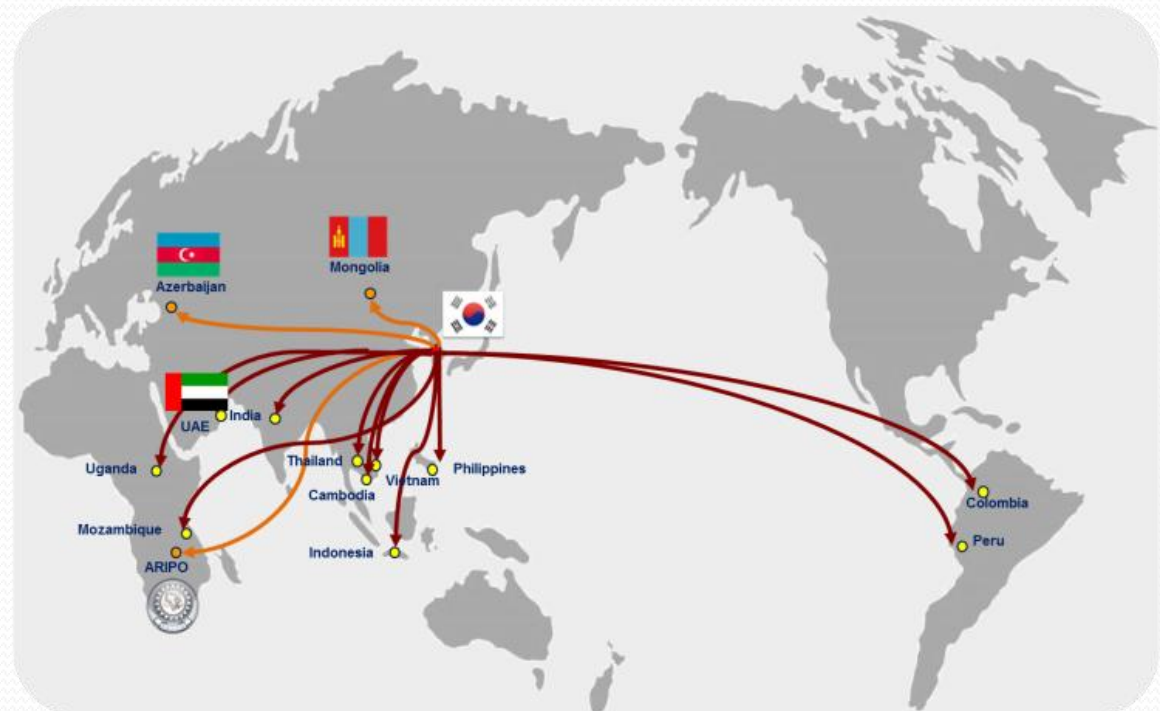 Mongolia
Azerbaijan
UAE
India
Uganda
Thailand
Philippines
Vietnam
Cambodia
Colombia
Mozambique
Peru
Indonesia
ARIPO